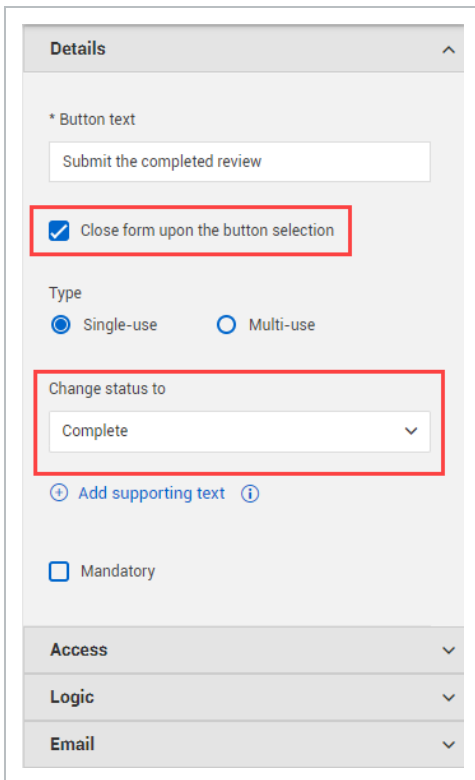 Details
* Button text
Submit the completed review
Close form upon the button selection
Type
Single-use Multi-use
Change status to
Complete
Add supporting text
Mandatory
Access
Logic
Email